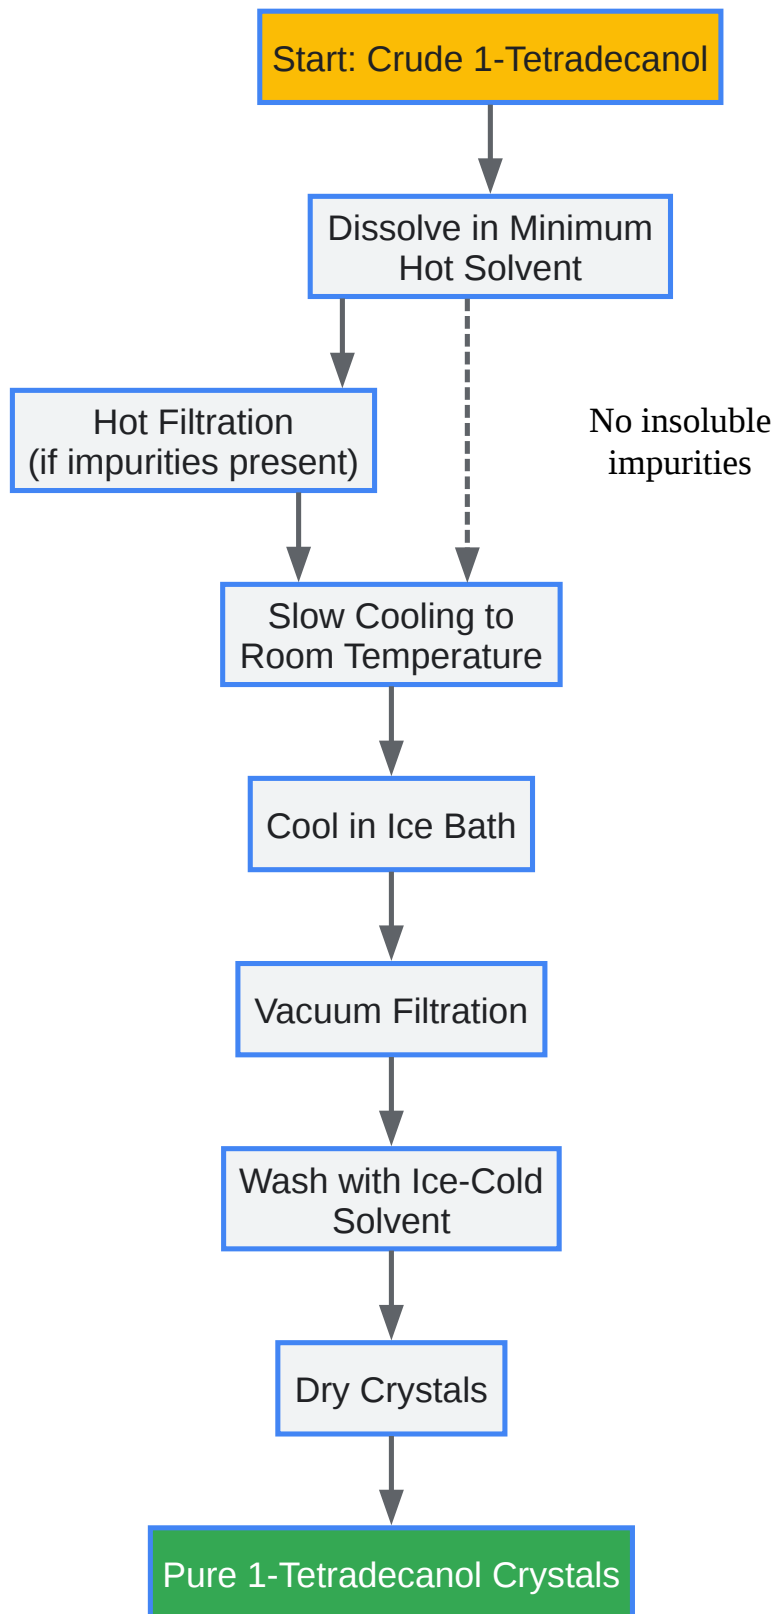 Start: Crude 1-Tetradecanol
Dissolve in Minimum
Hot Solvent
Hot Filtration
(if impurities present)
No insoluble
impurities
Slow Cooling to
Room Temperature
Cool in Ice Bath
Vacuum Filtration
Wash with Ice-Cold
Solvent
Dry Crystals
Pure 1-Tetradecanol Crystals